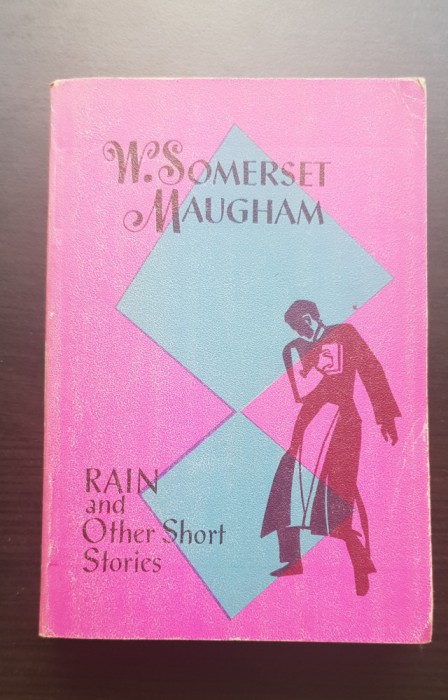 W. SOMERSET
MAUGHAM
RAIN
and
Other Short
Stories